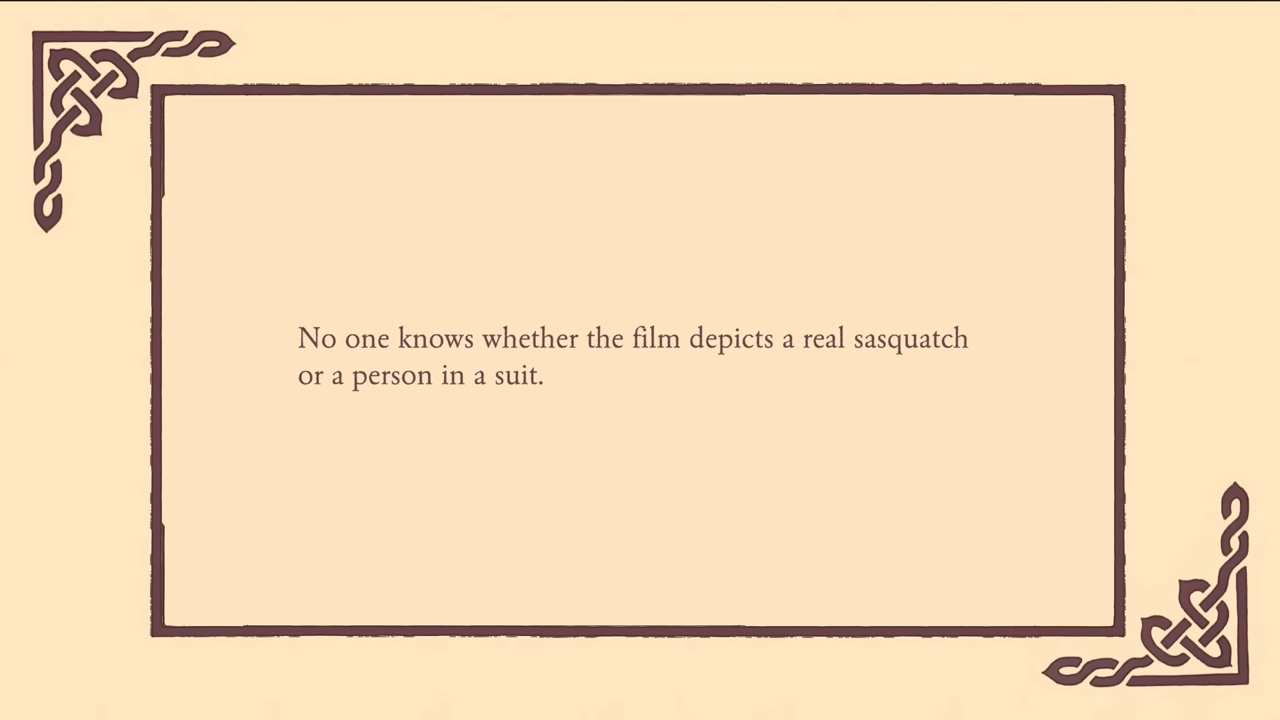 No one knows whether the film depicts a real sasquatch
or a person in a suit.